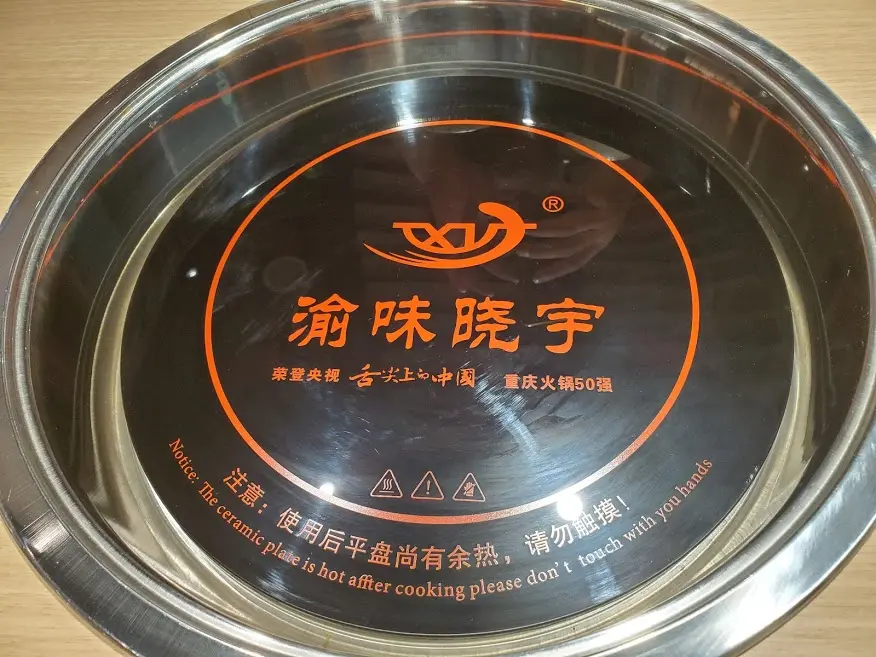 ®
渝味晓宇
荣登央视 舌尖上的中国 重庆火锅50强
注意：使用后平盘尚有余热，请勿触摸！
Notice: The ceramic plate is hot affter cooking please don't touch with you hands